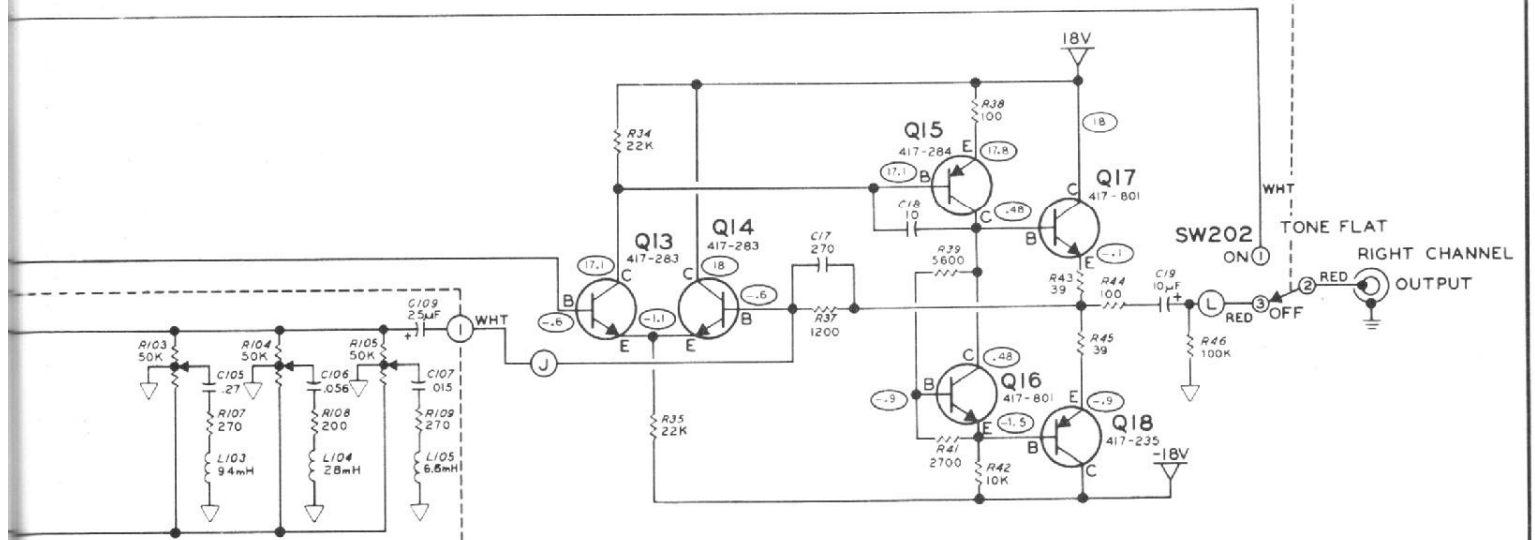 18V
R38
100
18
R34
22K
Q15
417-284
E
17.8
17.1
B
C
.48
C18
10
C
Q17
417-801
B
E
-.1
WHT
SW202
ON
1
TONE FLAT
RIGHT CHANNEL
OUTPUT
2
RED
3
OFF
L
RED
Q13
417-283
17.1
C
B
-.6
E
-1.1
Q14
417-283
18
C
-.6
B
E
C17
270
R37
1200
R39
5600
R43
39
R44
100
C19
10µF
+
R46
100K
R45
39
C109
25µF
+
1
WHT
J
R103
50K
R104
50K
R105
50K
C105
.27
C106
.056
C107
.015
R107
270
R108
200
R109
270
L103
94mH
L104
28mH
L105
6.6mH
R35
22K
C
.48
Q16
417-801
-.9
B
E
-1.5
R41
2700
R42
10K
E
-.9
Q18
417-235
B
C
-18V